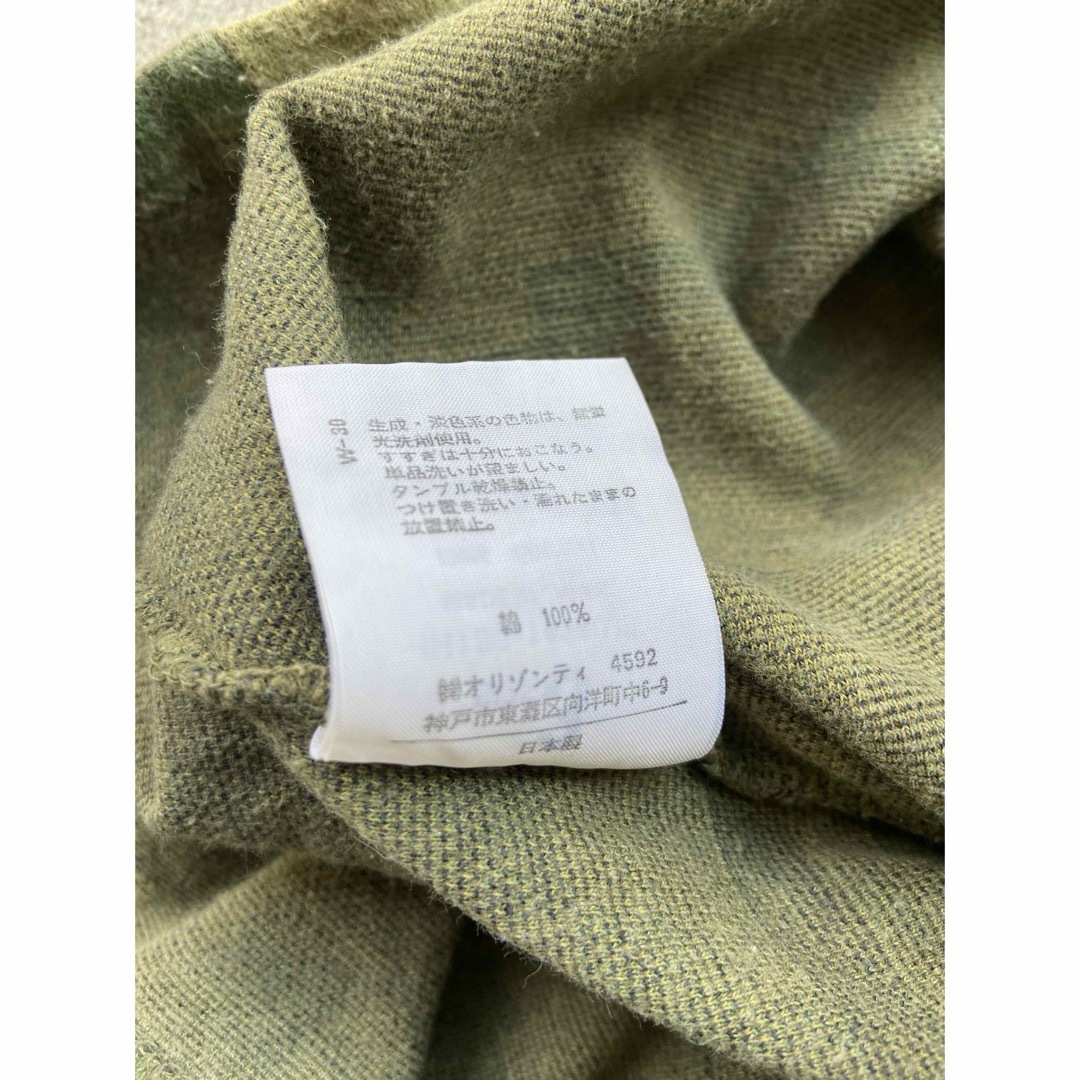 W-30
生成・淡色系の色物は、無蛍
光洗剤使用。
すすぎは十分におこなう。
単品洗いが望ましい。
タンブル乾燥禁止。
つけ置き洗い・濡れたままの
放置禁止。
綿 100%
㈱オリゾンティ 4592
神戸市東灘区向洋町中6-9
日本製